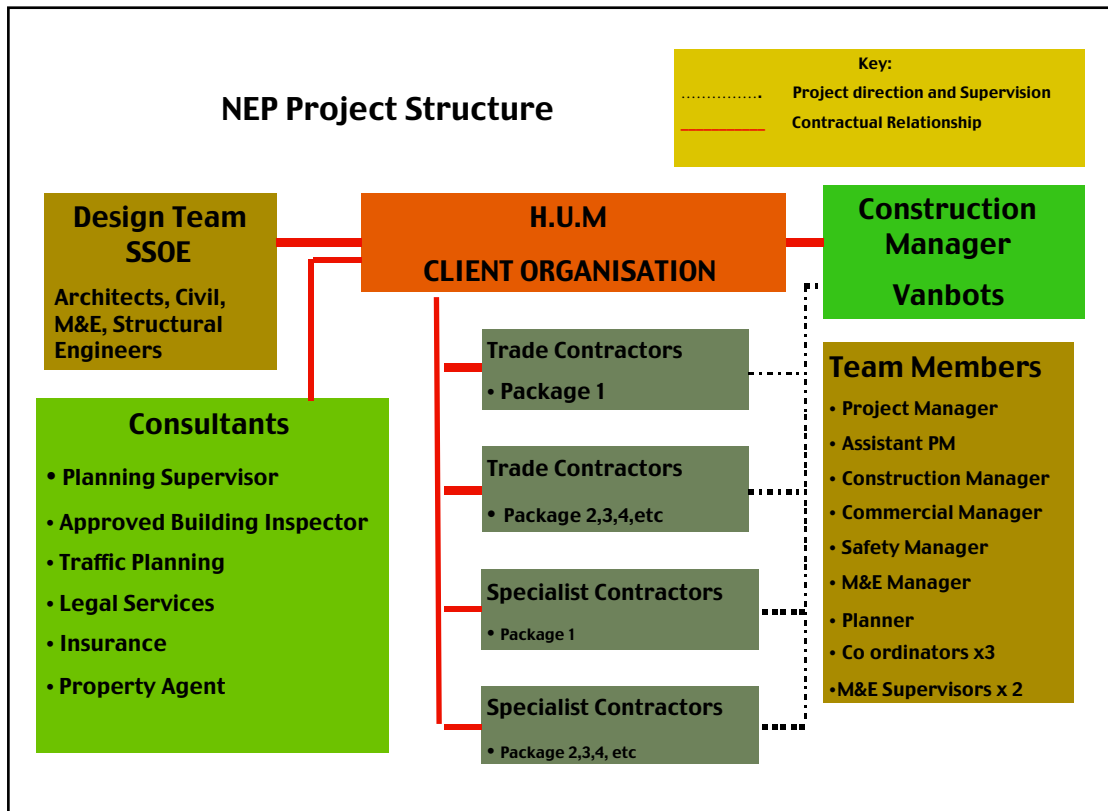 NEP Project Structure
Key:
................ Project direction and Supervision
___________ Contractual Relationship
Design Team
SSOE
Architects, Civil,
M&E, Structural
Engineers
H.U.M
CLIENT ORGANISATION
Construction
Manager
Vanbots
Consultants
• Planning Supervisor
• Approved Building Inspector
• Traffic Planning
• Legal Services
• Insurance
• Property Agent
Trade Contractors
• Package 1
Trade Contractors
• Package 2,3,4,etc
Specialist Contractors
• Package 1
Specialist Contractors
• Package 2,3,4, etc
Team Members
• Project Manager
• Assistant PM
• Construction Manager
• Commercial Manager
• Safety Manager
• M&E Manager
• Planner
• Co ordinators x3
•M&E Supervisors x 2